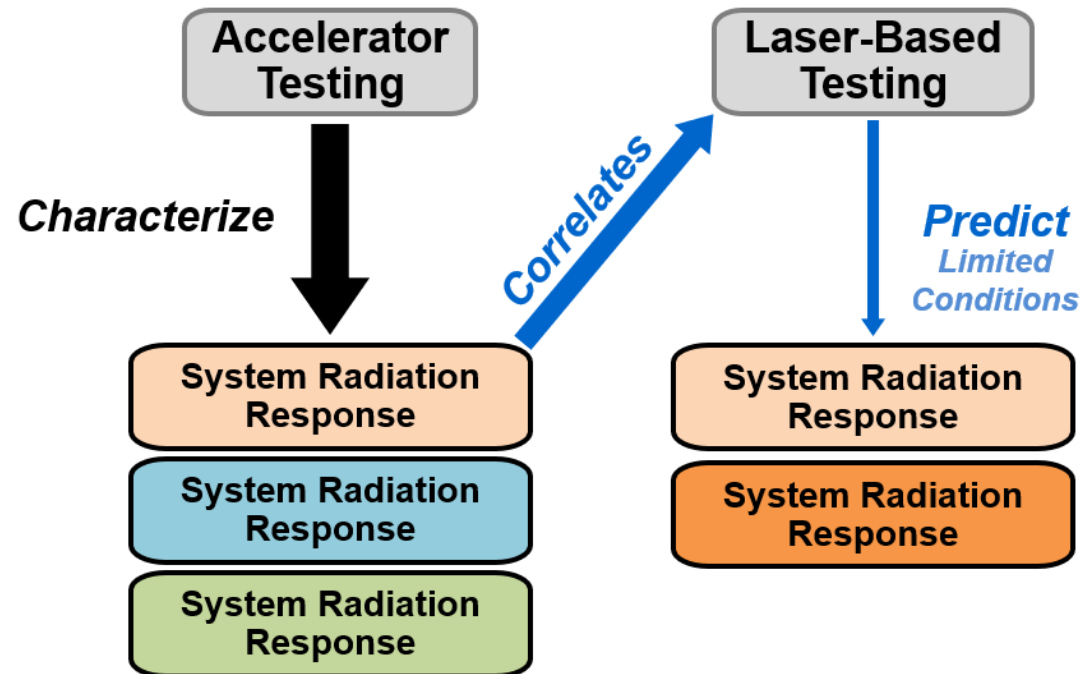 Accelerator
Testing
Laser-Based
Testing
Characterize
Correlates
Predict
Limited
Conditions
System Radiation
Response
System Radiation
Response
System Radiation
Response
System Radiation
Response
System Radiation
Response